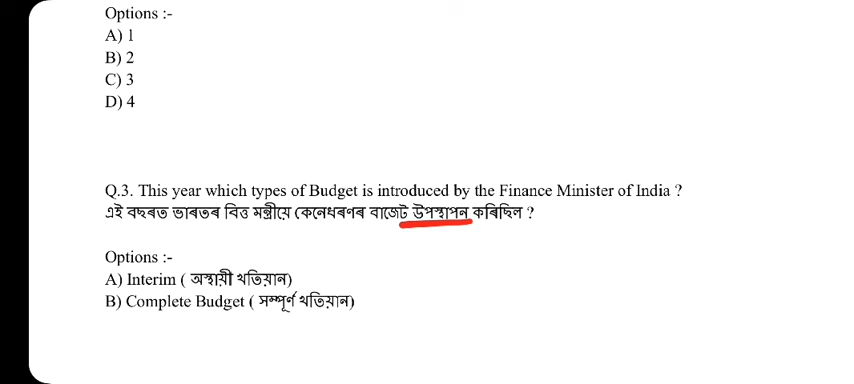 Options :-
A) 1
B) 2
C) 3
D) 4
Q.3. This year which types of Budget is introduced by the Finance Minister of India ?
এই বছৰত ভাৰতৰ বিত্ত মন্ত্ৰীয়ে কেনেধৰণৰ বাজেট উপস্থাপন কৰিছিল ?
Options :-
A) Interim ( অস্থায়ী খতিয়ান)
B) Complete Budget ( সম্পূৰ্ণ খতিয়ান)